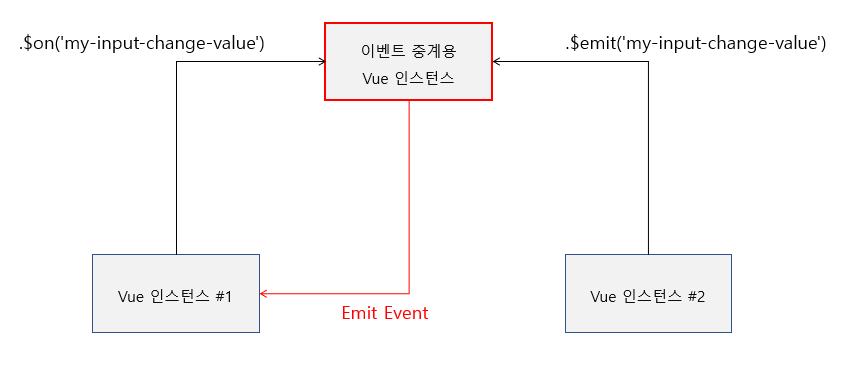 .$on('my-input-change-value')
이벤트 중계용
Vue 인스턴스
.$emit('my-input-change-value')
Vue 인스턴스 #1
Emit Event
Vue 인스턴스 #2